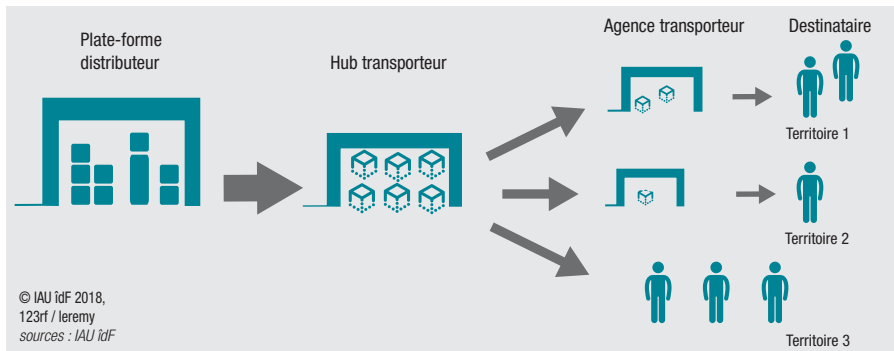 Plate-forme
distributeur
Hub transporteur
Agence transporteur
Destinataire
Territoire 1
Territoire 2
Territoire 3
© IAU îdF 2018,
123rf / leremy
sources : IAU îdF